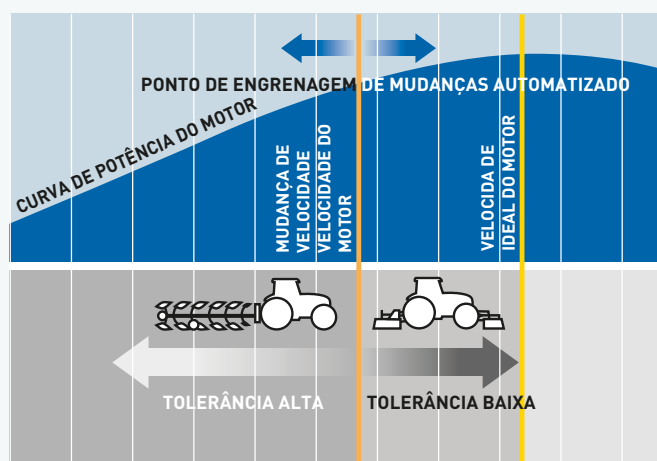 PONTO DE ENGRENAGEM DE MUDANÇAS AUTOMATIZADO
CURVA DE POTÊNCIA DO MOTOR
MUDANÇA DE
VELOCIDADE
VELOCIDADE DO
MOTOR
VELOCIDA DE
IDEAL DO MOTOR
TOLERÂNCIA ALTA
TOLERÂNCIA BAIXA